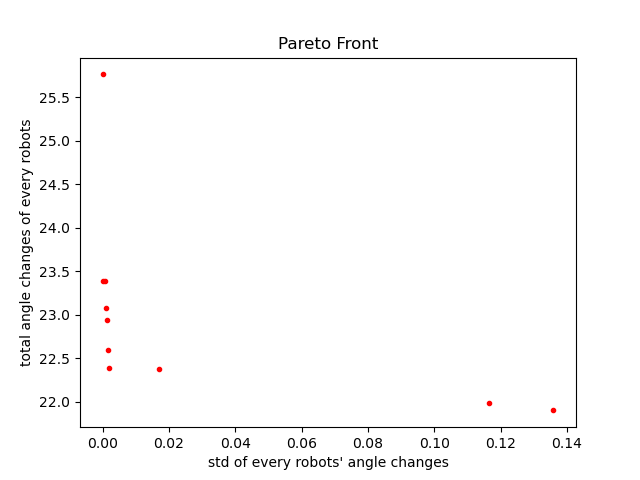 Pareto Front
total angle changes of every robots
25.5
25.0
24.5
24.0
23.5
23.0
22.5
22.0
0.00 0.02 0.04 0.06 0.08 0.10 0.12 0.14
std of every robots' angle changes